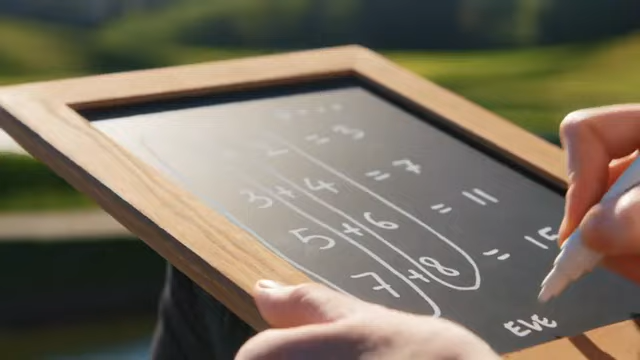 = 3
3 + 4 = 7
5 + 6 = 11
7 + 8 = 15
EVE